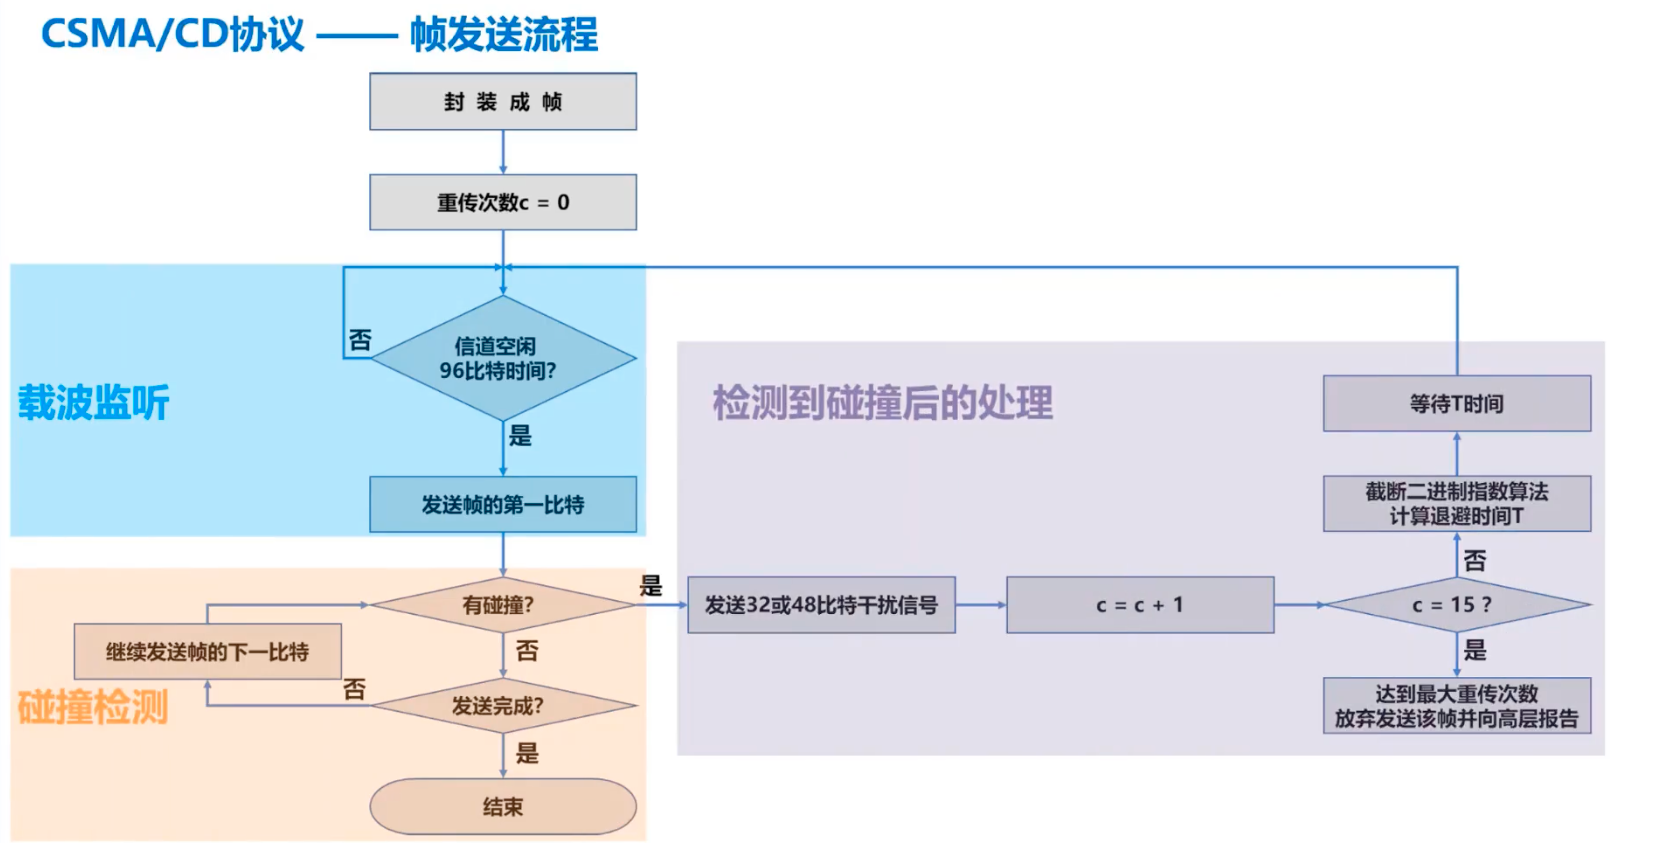 CSMA/CD协议 —— 帧发送流程
封 装 成 帧
重传次数c = 0
否
信道空闲
96比特时间?
载波监听
是
发送帧的第一比特
有碰撞?
是
继续发送帧的下一比特
否
否
碰撞检测
发送完成?
是
结束
检测到碰撞后的处理
等待T时间
截断二进制指数算法
计算退避时间T
否
发送32或48比特干扰信号
c = c + 1
c = 15 ?
是
达到最大重传次数
放弃发送该帧并向高层报告